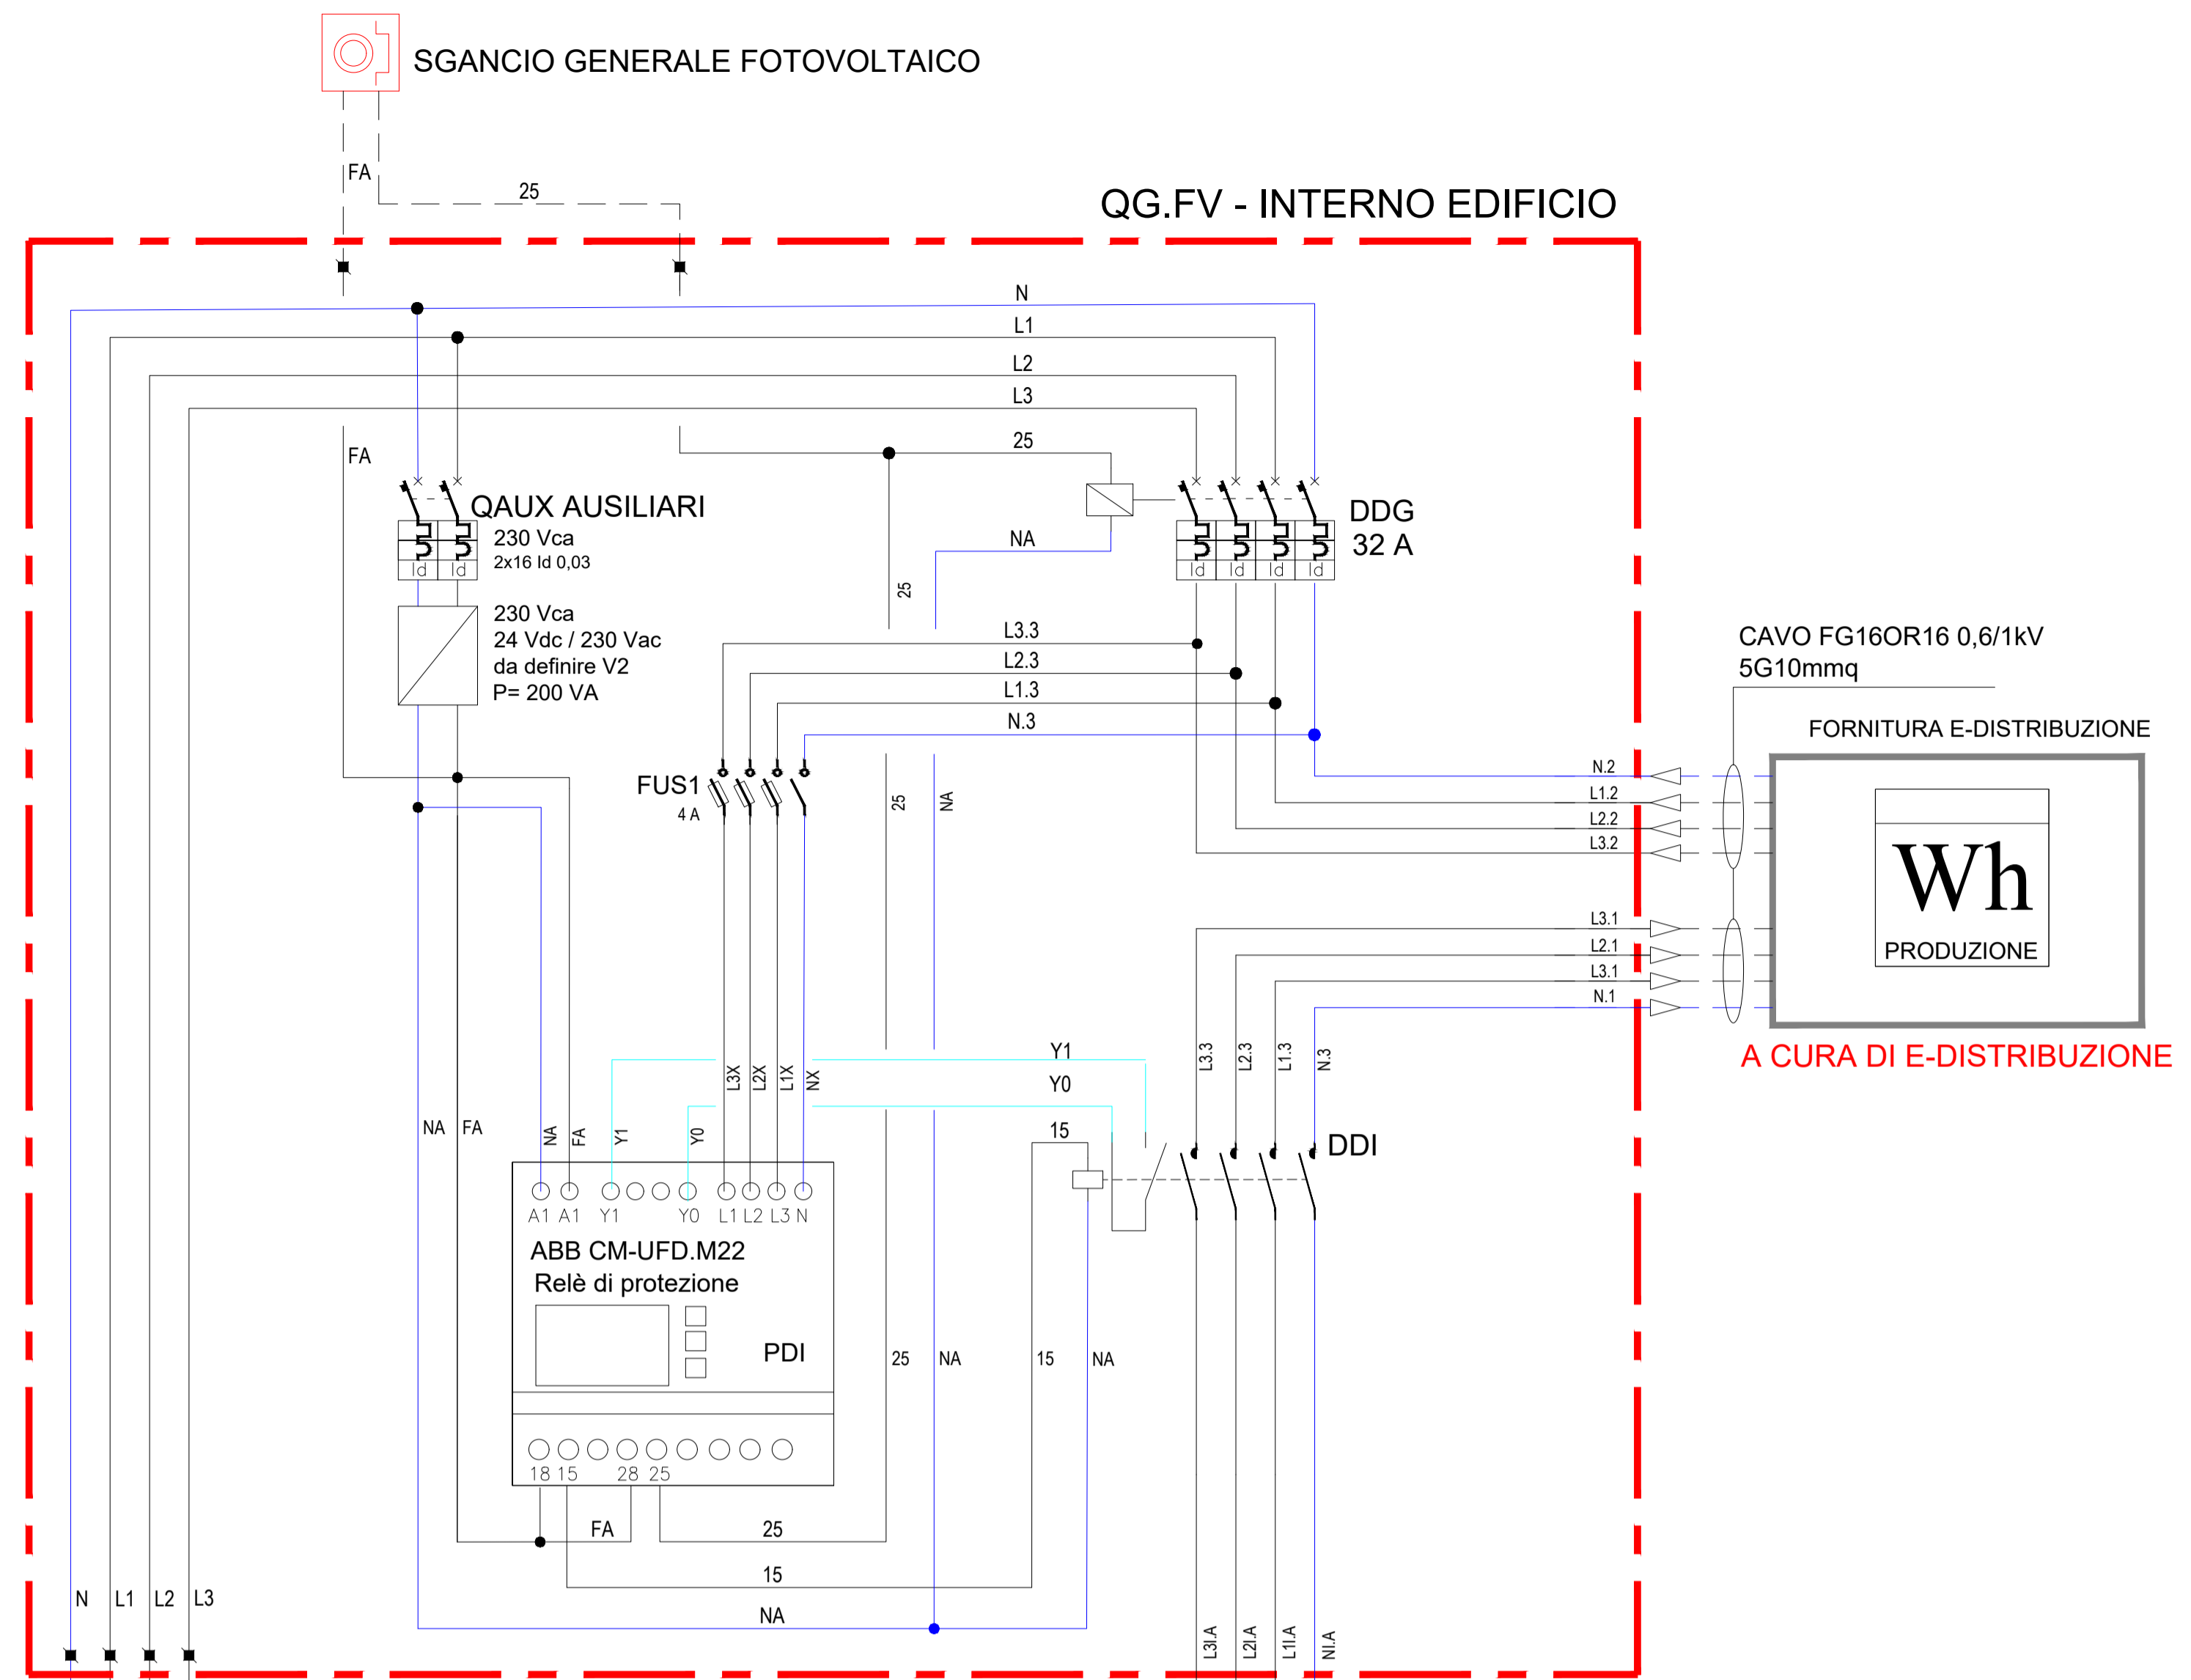 SGANCIO GENERALE FOTOVOLTAICO
FA
25
QG.FV - INTERNO EDIFICIO
N
L1
L2
L3
25
FA
QAUX AUSILIARI
230 Vca
2x16 Id 0,03
Id Id
NA
25
DDG
32 A
Id Id Id Id
230 Vca
24 Vdc / 230 Vac
da definire V2
P= 200 VA
L3.3
L2.3
L1.3
N.3
CAVO FG16OR16 0,6/1kV
5G10mmq
FORNITURA E-DISTRIBUZIONE
FUS1
4 A
25
NA
N.2
L1.2
L2.2
L3.2
Wh
PRODUZIONE
L3.1
L2.1
L3.1
N.1
A CURA DI E-DISTRIBUZIONE
Y1
Y0
L3X
L2X
L1X
NX
L3.3
L2.3
L1.3
N.3
NA FA
NA
FA
Y1
Y0
15
DDI
A1 A1 Y1 Y0 L1 L2 L3 N
ABB CM-UFD.M22
Relè di protezione
PDI
25 NA 15 NA
18 15 28 25
FA 25
15
NA
N L1 L2 L3
L3I.A
L2I.A
L1I.A
NI.A